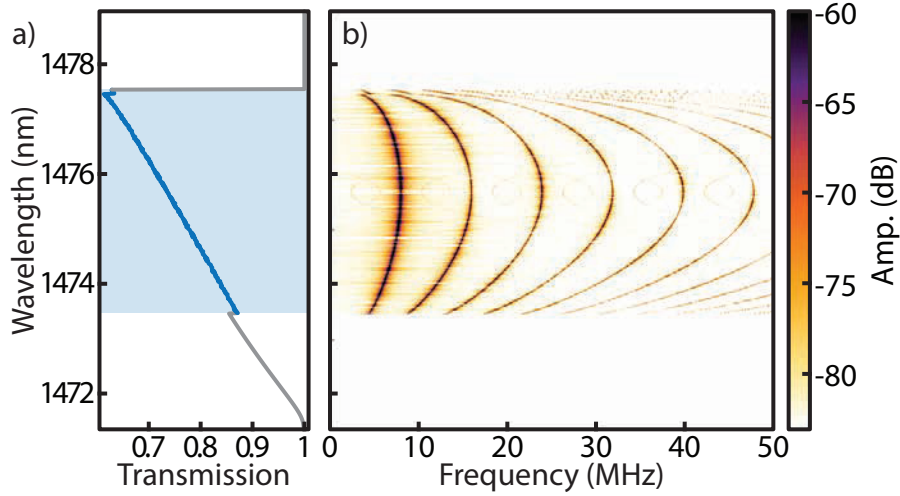 a)
b)
Wavelength (nm)
1478
1476
1474
1472
0.7 0.8 0.9 1
Transmission
0 10 20 30 40 50
Frequency (MHz)
-60
-65
-70
-75
-80
Amp. (dB)